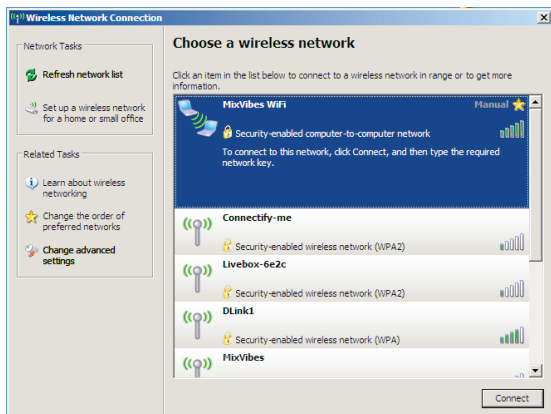 Wireless Network Connection
Network Tasks
Refresh network list
Set up a wireless network
for a home or small office
Related Tasks
Learn about wireless
networking
Change the order of
preferred networks
Change advanced
settings
Choose a wireless network
Click an item in the list below to connect to a wireless network in range or to get more
information.
MixVibes WiFi Manual
Security-enabled computer-to-computer network
To connect to this network, click Connect, and then type the required
network key.
Connectify-me
Security-enabled wireless network (WPA2)
Livebox-6e2c
Security-enabled wireless network (WPA2)
DLink1
Security-enabled wireless network (WPA)
MixVibes
Connect